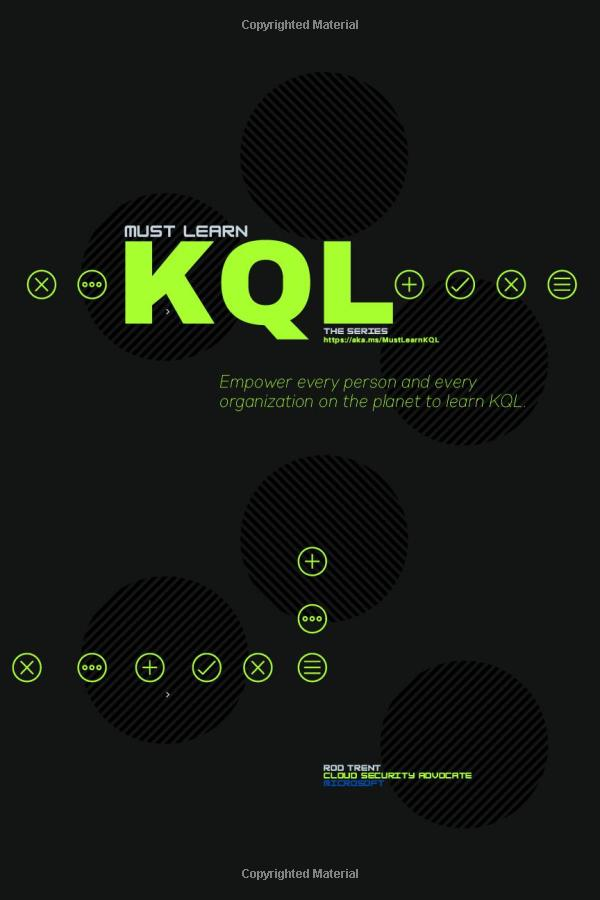 Copyrighted Material
MUST LEARN
KQL
THE SERIES
https://aka.ms/MustLearnKQL
Empower every person and every
organization on the planet to learn KQL.
ROD TRENT
CLOUD SECURITY ADVOCATE
MICROSOFT
Copyrighted Material